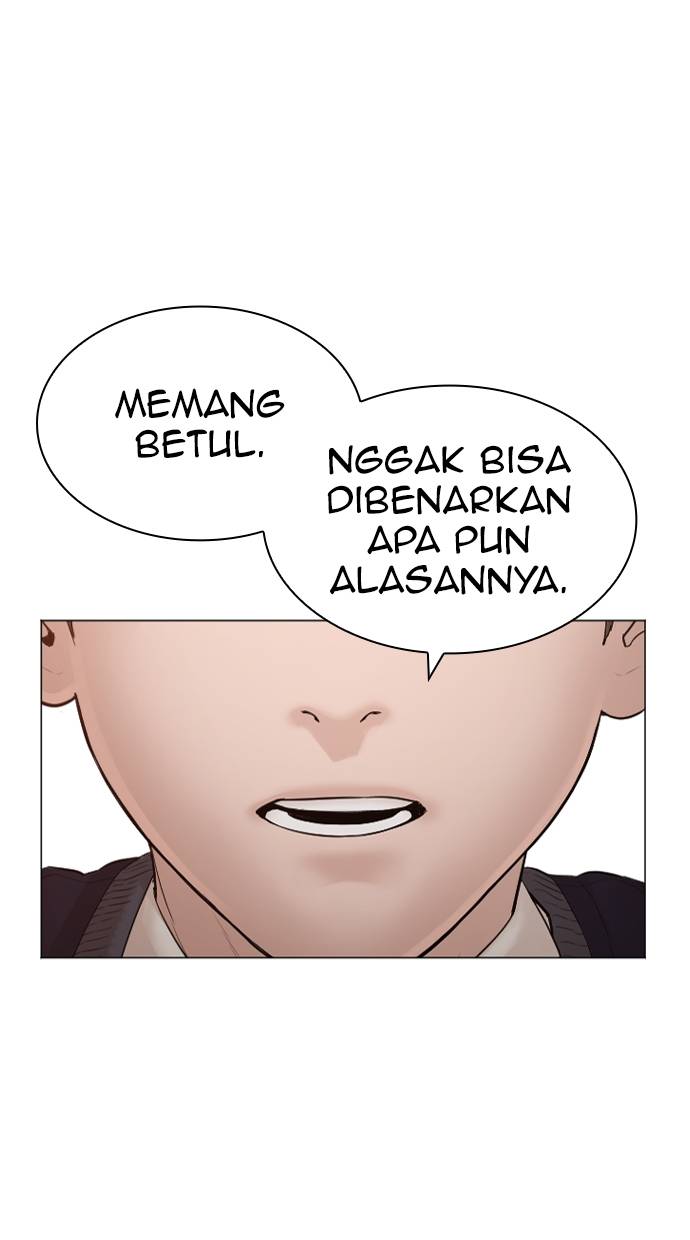 MEMANG
BETUL.
NGGAK BISA
DIBENARKAN
APA PUN
ALASANNYA.